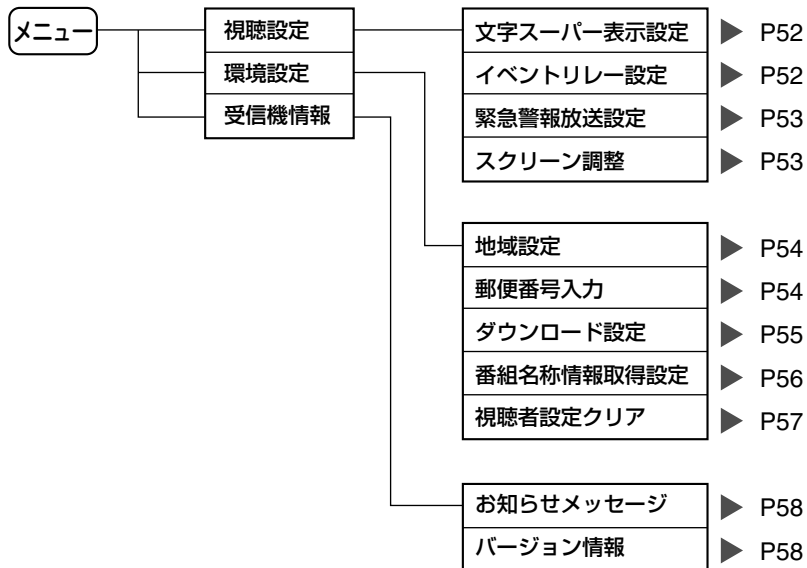 メニュー
視聴設定
環境設定
受信機情報
文字スーパー表示設定 ▶ P52
イベントリレー設定 ▶ P52
緊急警報放送設定 ▶ P53
スクリーン調整 ▶ P53
地域設定 ▶ P54
郵便番号入力 ▶ P54
ダウンロード設定 ▶ P55
番組名称情報取得設定 ▶ P56
視聴者設定クリア ▶ P57
お知らせメッセージ ▶ P58
バージョン情報 ▶ P58